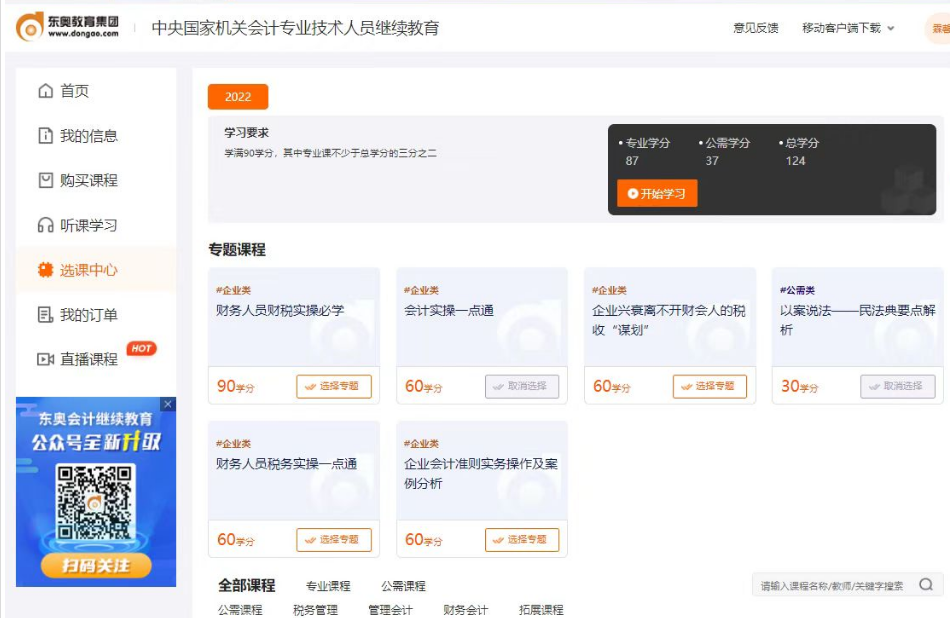 东奥教育集团
www.dongao.com
中央国家机关会计专业技术人员继续教育
意见反馈
移动客户端下载
首页
我的信息
购买课程
听课学习
选课中心
我的订单
直播课程
HOT
东奥会计继续教育
公众号全新升级
扫码关注
2022
学习要求
学满90学分，其中专业课不少于总学分的三分之二
•专业学分 •公需学分 •总学分
87 37 124
开始学习
专题课程
#企业类
财务人员财税实操必学
90学分
选择专题
#企业类
会计实操一点通
60学分
取消选择
#企业类
企业兴衰离不开财会人的税
收“谋划”
60学分
选择专题
#公需类
以案说法——民法典要点解
析
30学分
取消选择
#企业类
财务人员税务实操一点通
60学分
选择专题
#企业类
企业会计准则实务操作及案
例分析
60学分
选择专题
全部课程 专业课程 公需课程
请输入课程名称/教师/关键字搜索
公需课程 税务管理 管理会计 财务会计 拓展课程